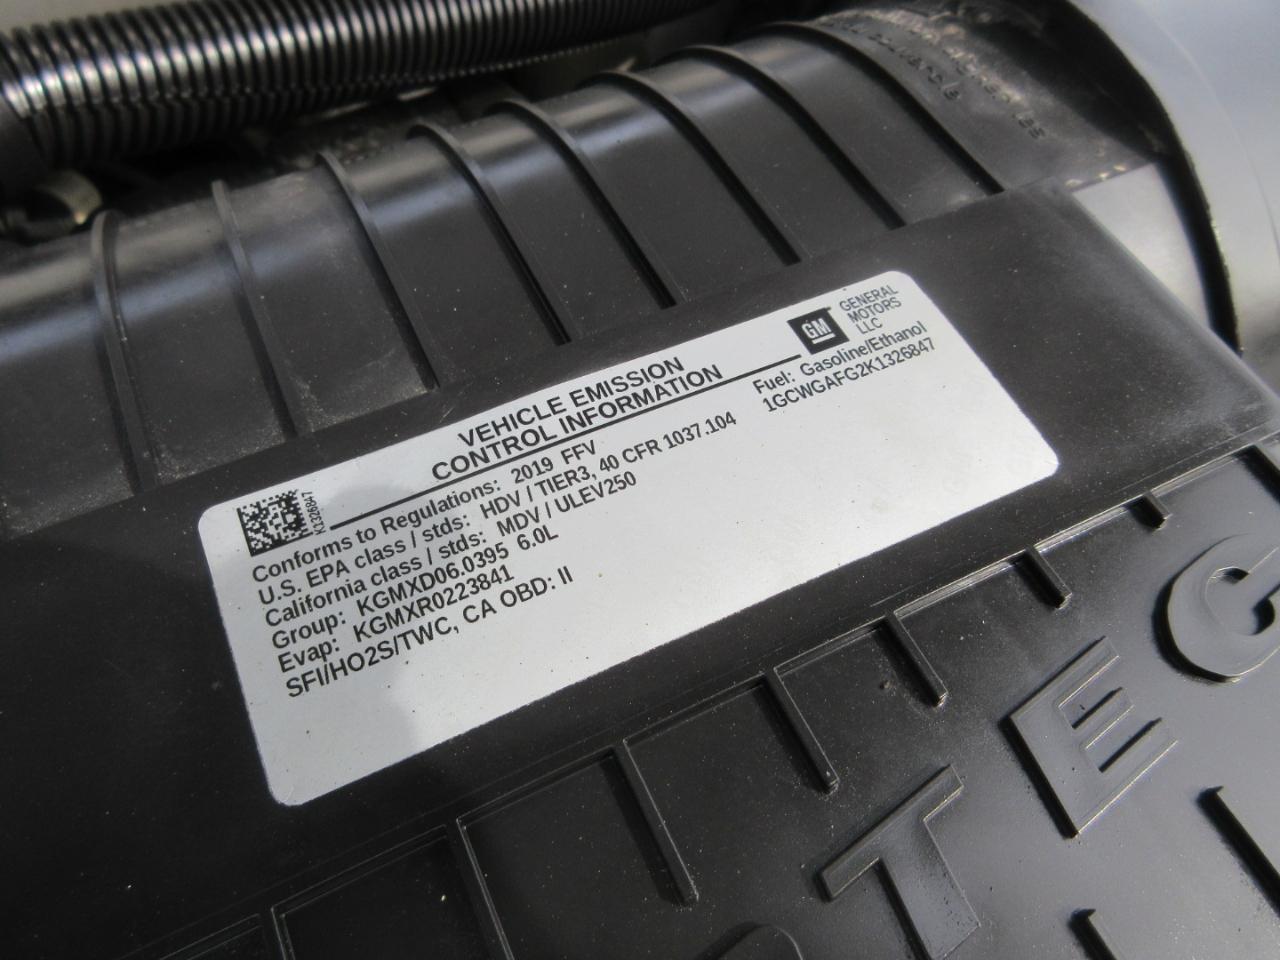 VEHICLE EMISSION
CONTROL INFORMATION
GM
GENERAL
MOTORS
LLC
K1326847
Fuel: Gasoline/Ethanol
1GCWGAFG2K1326847
Conforms to Regulations: 2019 FFV
U.S. EPA class / stds: HDV / TIER3, 40 CFR 1037.104
California class / stds: MDV / ULEV250
Group: KGMXD06.0395 6.0L
Evap: KGMXR0223841
SFI/HO2S/TWC, CA OBD: II
TEC